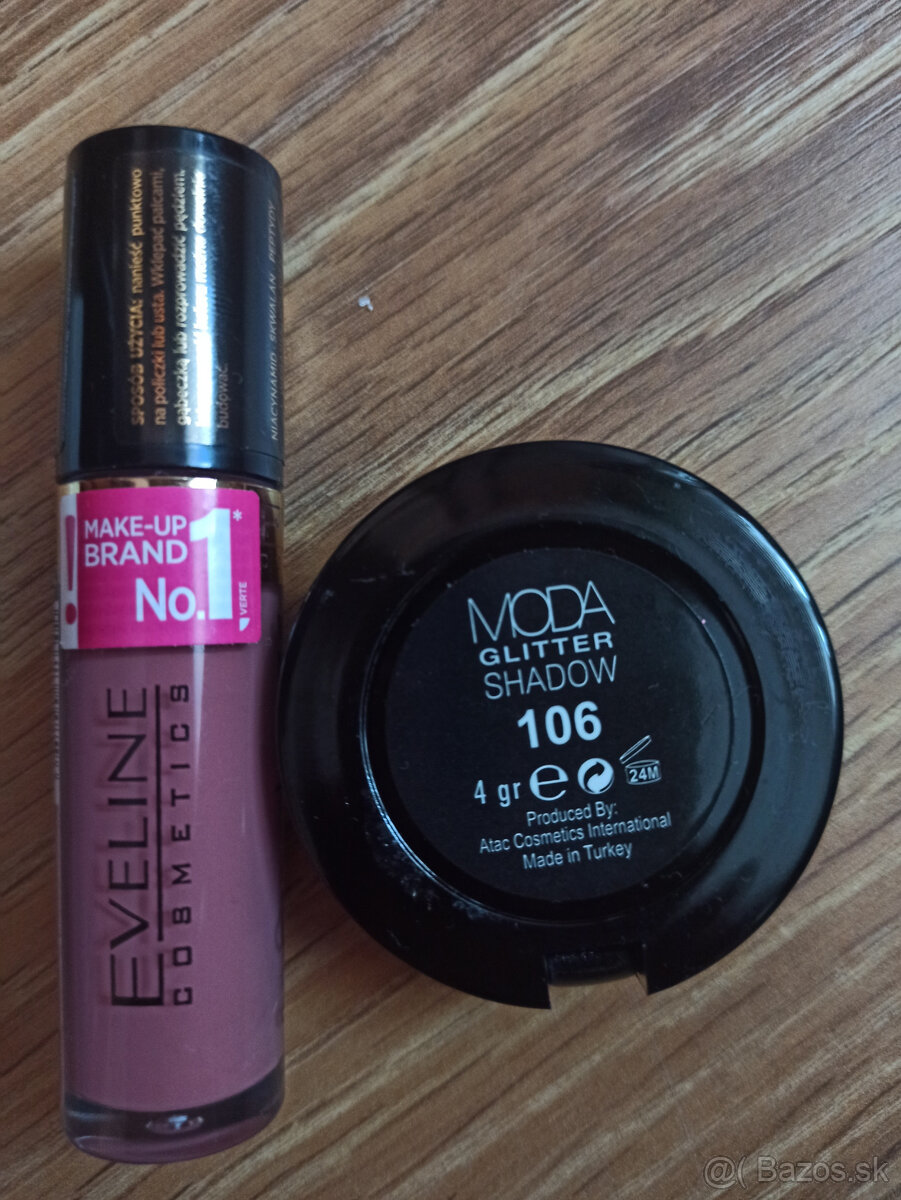 SPOSÓB UŻYCIA: nanieść punktowo
na policzki lub usta. Wklepać palcami,
gąbeczką lub rozprowadzić pędzlem.
można dowolnie
budować
NIACYNAMID SKWALAN PEPTYDY
!
MAKE-UP
BRAND
No.1*
VERTE
EVELINE
COSMETICS
MODA
GLITTER
SHADOW
106
4 gr e 24M
Produced By:
Atac Cosmetics International
Made in Turkey
@( Bazos.sk